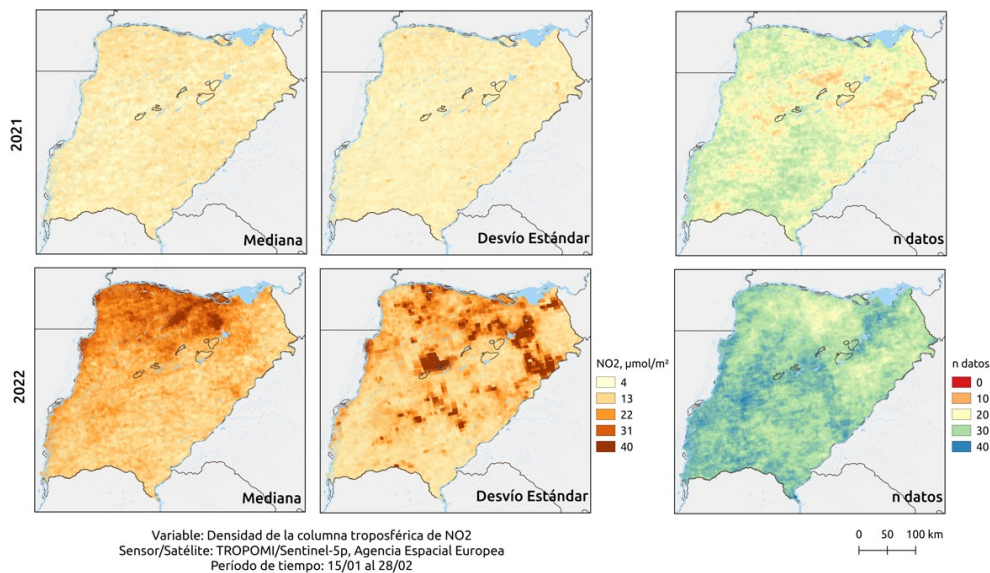 2021
Mediana
Desvío Estándar
n datos
2022
Mediana
Desvío Estándar
NO2, µmol/m²
4
13
22
31
40
n datos
n datos
0
10
20
30
40
0 50 100 km
Variable: Densidad de la columna troposférica de NO2
Sensor/Satélite: TROPOMI/Sentinel-5p, Agencia Espacial Europea
Período de tiempo: 15/01 al 28/02